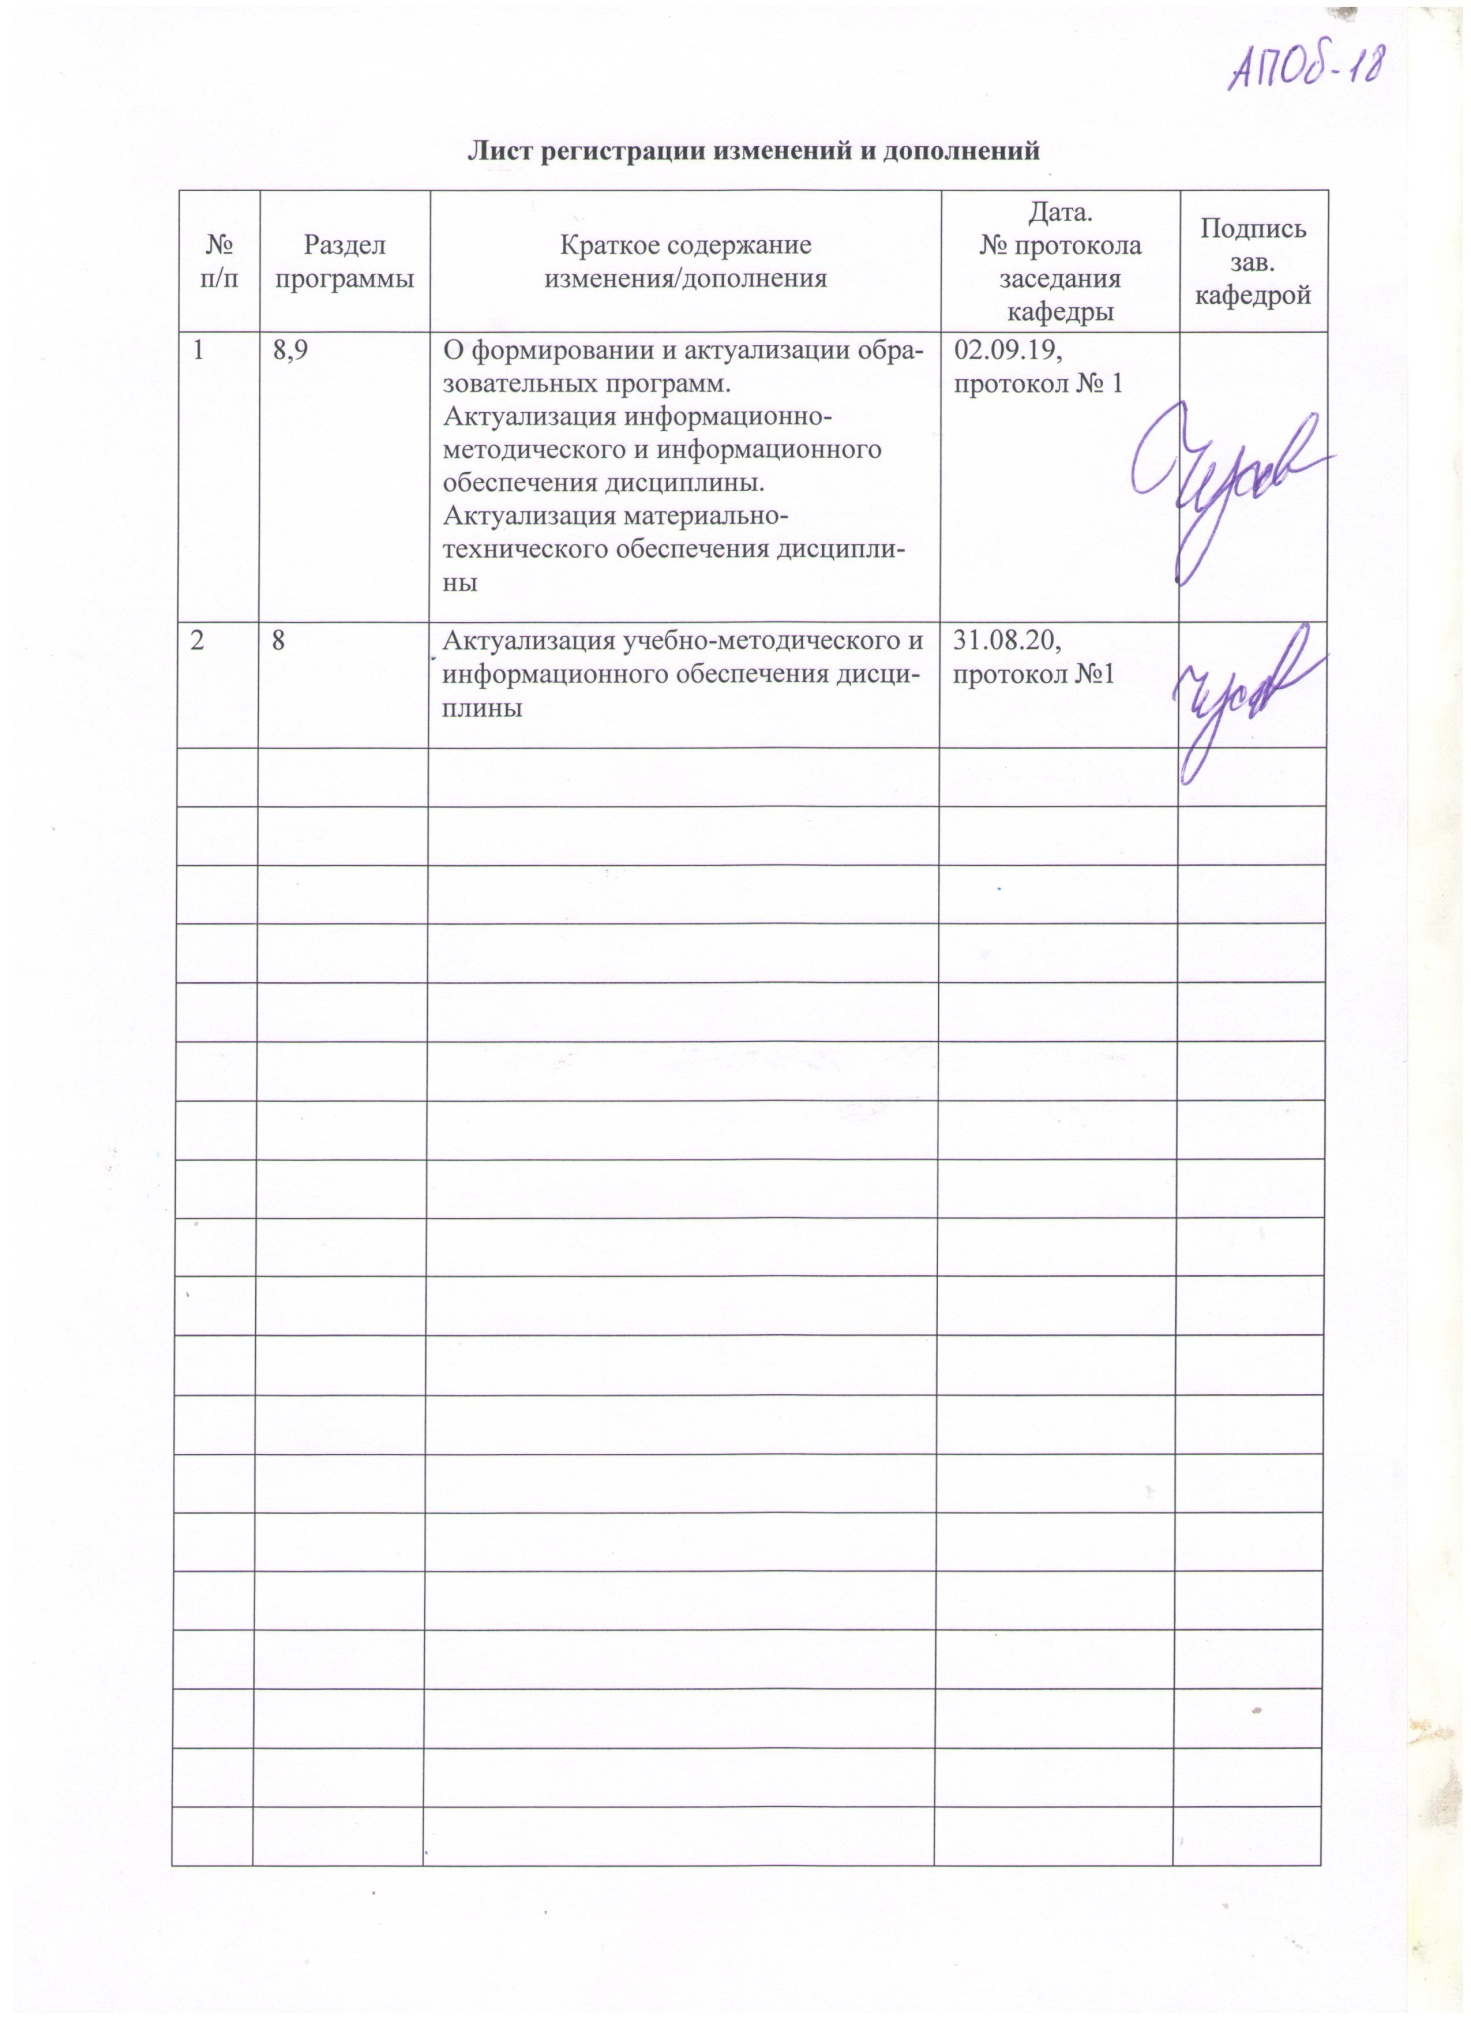 АПОб-18
Лист регистрации изменений и дополнений
№
п/п
Раздел
программы
Краткое содержание
изменения/дополнения
Дата.
№ протокола
заседания
кафедры
Подпись
зав.
кафедрой
1
8,9
О формировании и актуализации обра-
зовательных программ.
Актуализация информационно-
методического и информационного
обеспечения дисциплины.
Актуализация материально-
технического обеспечения дисципли-
ны
02.09.19,
протокол № 1
2
8
Актуализация учебно-методического и
информационного обеспечения дисци-
плины
31.08.20,
протокол №1